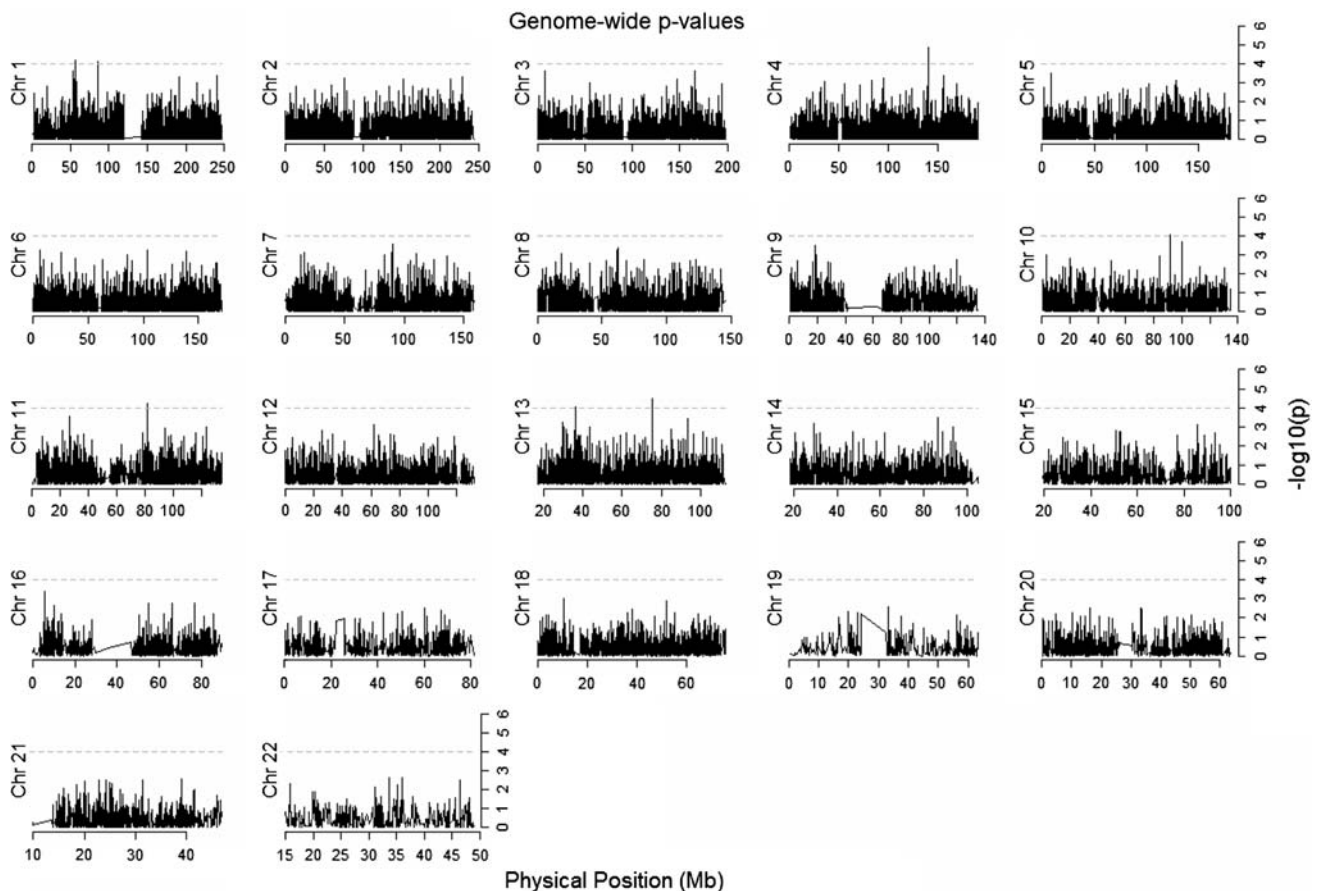 Genome-wide p-values
Chr 1
Chr 2
Chr 3
Chr 4
Chr 5
0 1 2 3 4 5 6
0 50 100 150 200 250
0 50 100 150 200 250
0 50 100 150 200
0 50 100 150
0 50 100 150
Chr 6
Chr 7
Chr 8
Chr 9
Chr 10
0 1 2 3 4 5 6
0 50 100 150
0 50 100 150
0 50 100 150
0 20 40 60 80 100 140
0 20 40 60 80 100 140
Chr 11
Chr 12
Chr 13
Chr 14
Chr 15
0 1 2 3 4 5 6
-log10(p)
0 20 40 60 80 100
0 20 40 60 80 100
20 40 60 80 100
20 40 60 80 100
20 40 60 80 100
Chr 16
Chr 17
Chr 18
Chr 19
Chr 20
0 1 2 3 4 5 6
0 20 40 60 80
0 20 40 60 80
0 20 40 60
0 10 20 30 40 50 60
0 10 20 30 40 50 60
Chr 21
Chr 22
0 1 2 3 4 5 6
10 20 30 40
15 20 25 30 35 40 45 50
Physical Position (Mb)